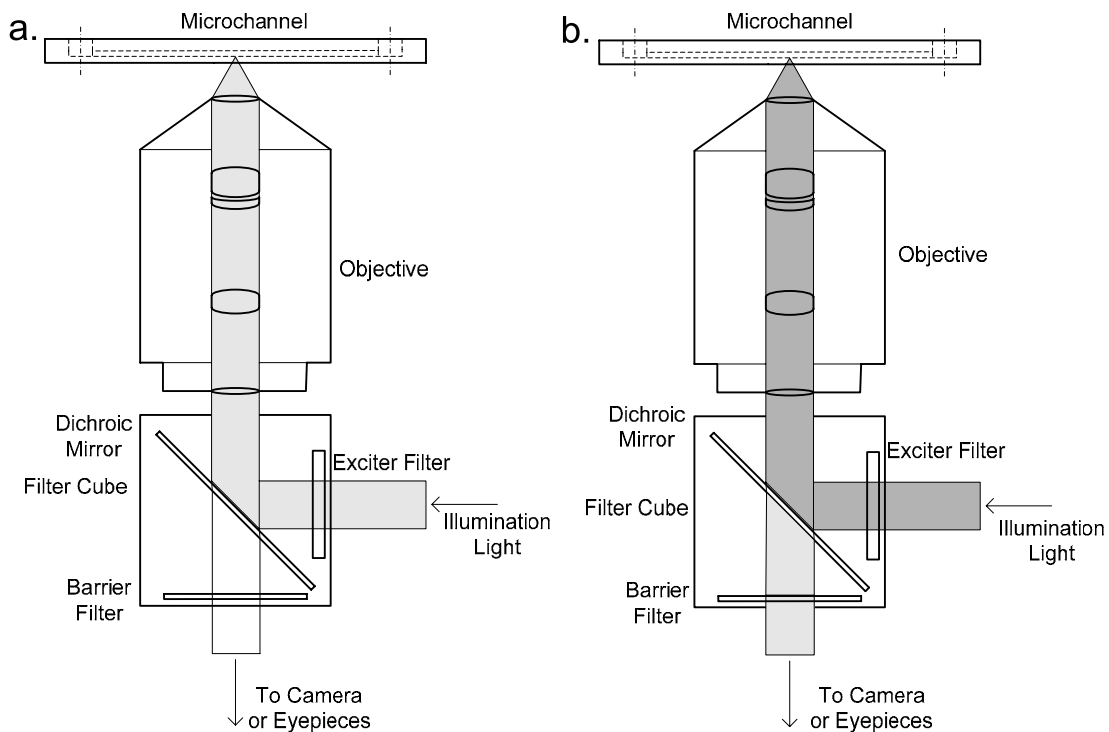 a.
Microchannel
Objective
Dichroic
Mirror
Exciter Filter
Filter Cube
Illumination
Light
Barrier
Filter
To Camera
or Eyepieces
b.
Microchannel
Objective
Dichroic
Mirror
Exciter Filter
Filter Cube
Illumination
Light
Barrier
Filter
To Camera
or Eyepieces